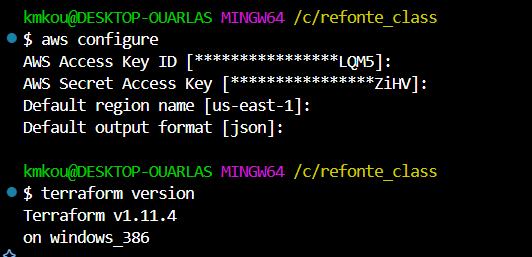 kmkou@DESKTOP-OUARLAS MINGW64 /c/refonte_class
$ aws configure
AWS Access Key ID [****************LQM5]:
AWS Secret Access Key [****************ZiHV]:
Default region name [us-east-1]:
Default output format [json]:
kmkou@DESKTOP-OUARLAS MINGW64 /c/refonte_class
$ terraform version
Terraform v1.11.4
on windows_386